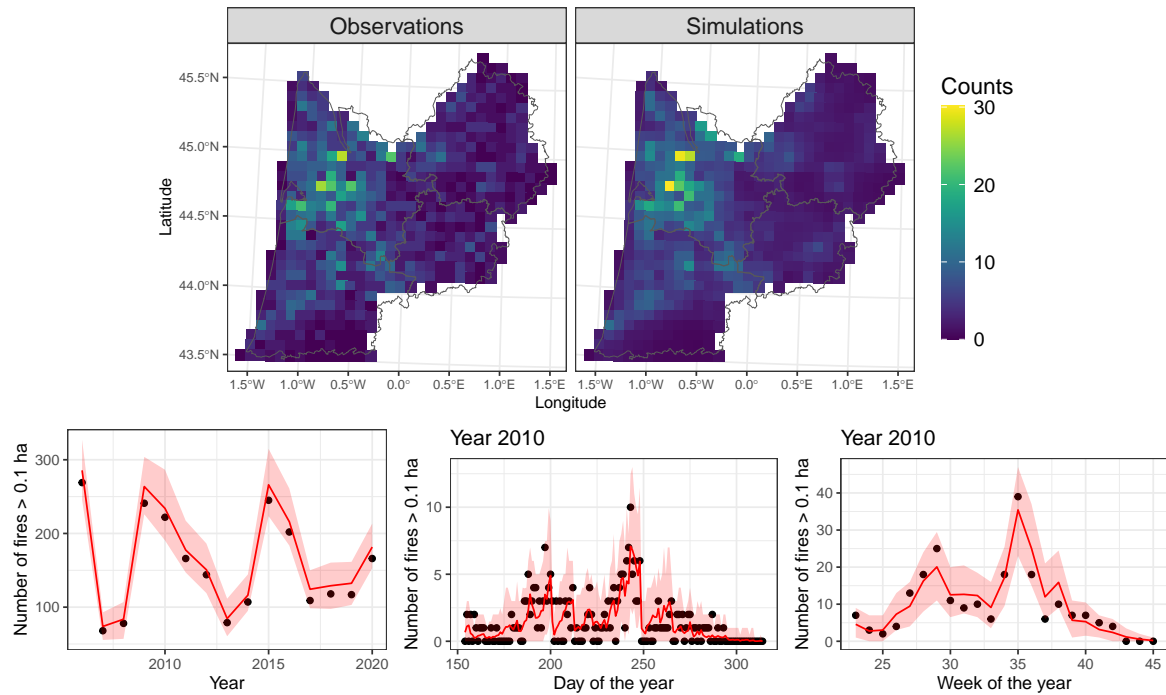 Observations
Simulations
45.5°N
45.0°N
44.5°N
44.0°N
43.5°N
Latitude
1.5°W 1.0°W 0.5°W 0.0° 0.5°E 1.0°E 1.5°E
1.5°W 1.0°W 0.5°W 0.0° 0.5°E 1.0°E 1.5°E
Longitude
Counts
30
20
10
0
Number of fires > 0.1 ha
300
200
100
2010 2015 2020
Year
Year 2010
Number of fires > 0.1 ha
10
5
0
150 200 250 300
Day of the year
Year 2010
Number of fires > 0.1 ha
40
30
20
10
0
25 30 35 40 45
Week of the year